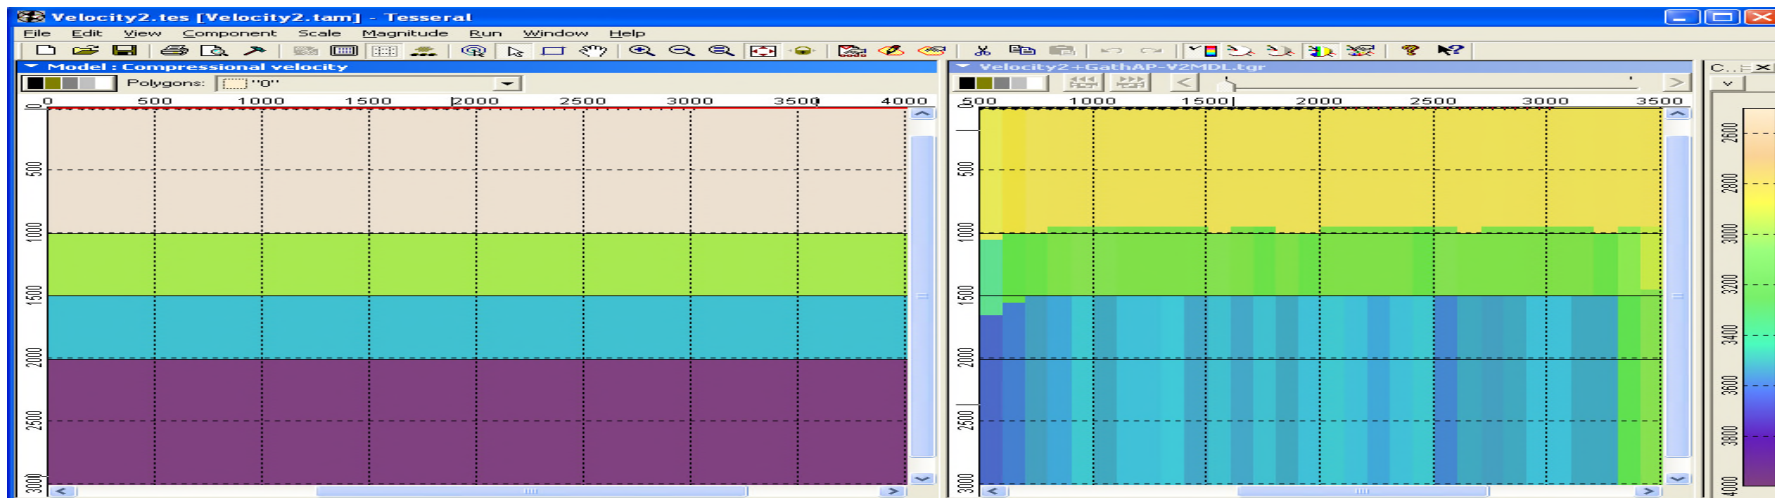 Velocity2.tes [Velocity2.tam] - Tesseral
File Edit View Component Scale Magnitude Run Window Help
Model : Compressional velocity
Velocity2+GathAP-V2MDL.tgr
C..
Polygons: "0"
0 500 1000 1500 2000 2500 3000 3500 4000
500 1000 1500 2000 2500 3000 3500
0 500 1000 1500 2000 2500 3000
0 500 1000 1500 2000 2500 3000
2600 2800 3000 3200 3400 3600 3800 4000